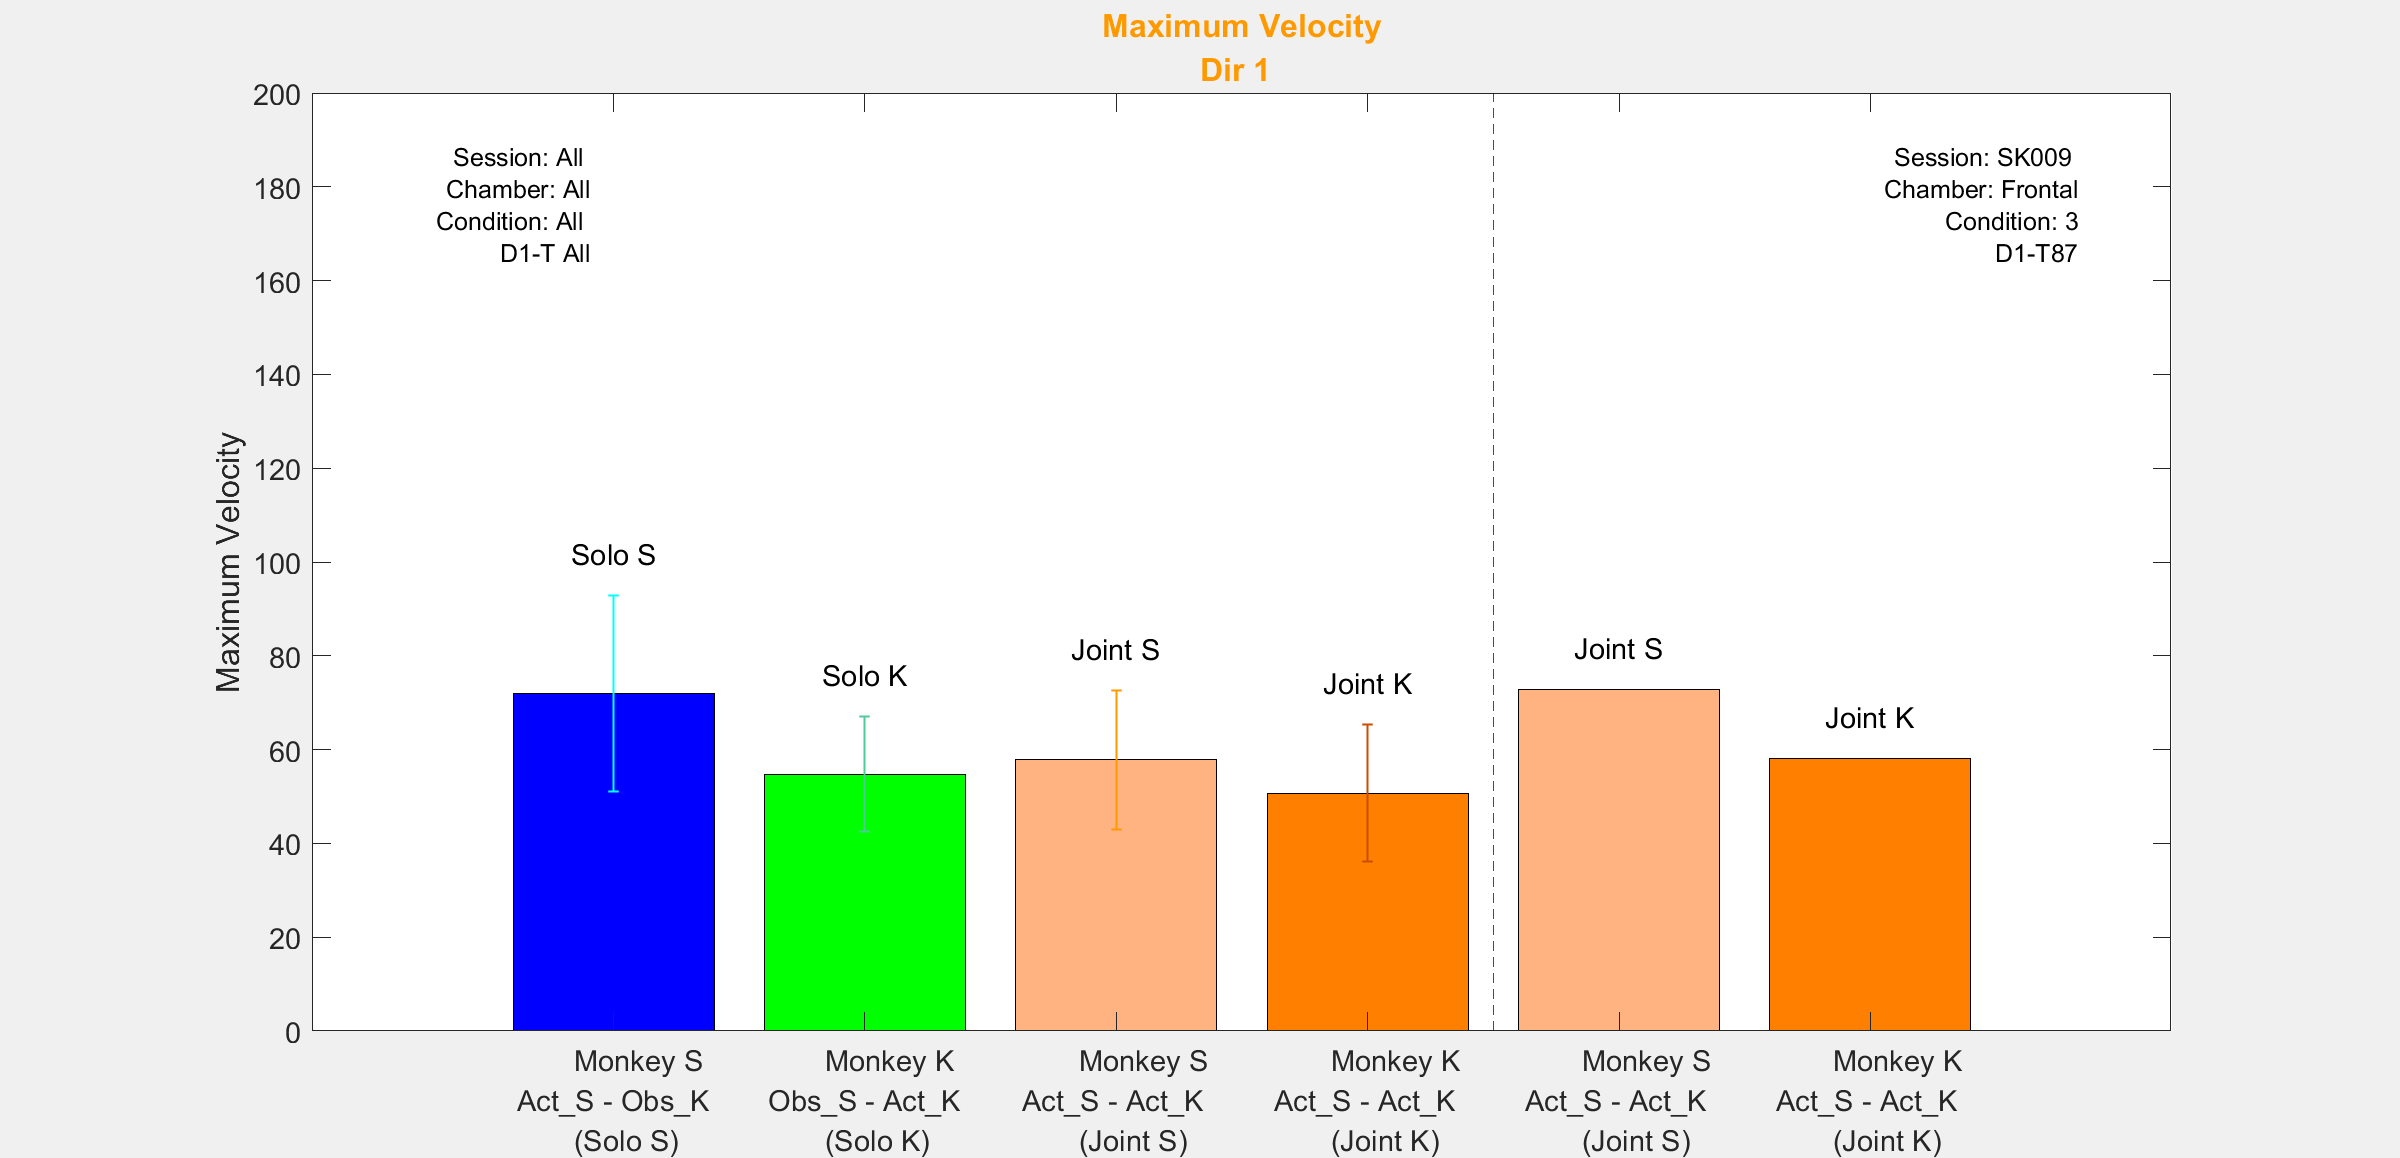 Maximum Velocity
Dir 1
200
180
160
140
120
100
80
60
40
20
0
Maximum Velocity
Session: All
Chamber: All
Condition: All
D1-T All
Session: SK009
Chamber: Frontal
Condition: 3
D1-T87
Solo S
Solo K
Joint S
Joint K
Joint S
Joint K
Monkey S
Act_S - Obs_K
(Solo S)
Monkey K
Obs_S - Act_K
(Solo K)
Monkey S
Act_S - Act_K
(Joint S)
Monkey K
Act_S - Act_K
(Joint K)
Monkey S
Act_S - Act_K
(Joint S)
Monkey K
Act_S - Act_K
(Joint K)